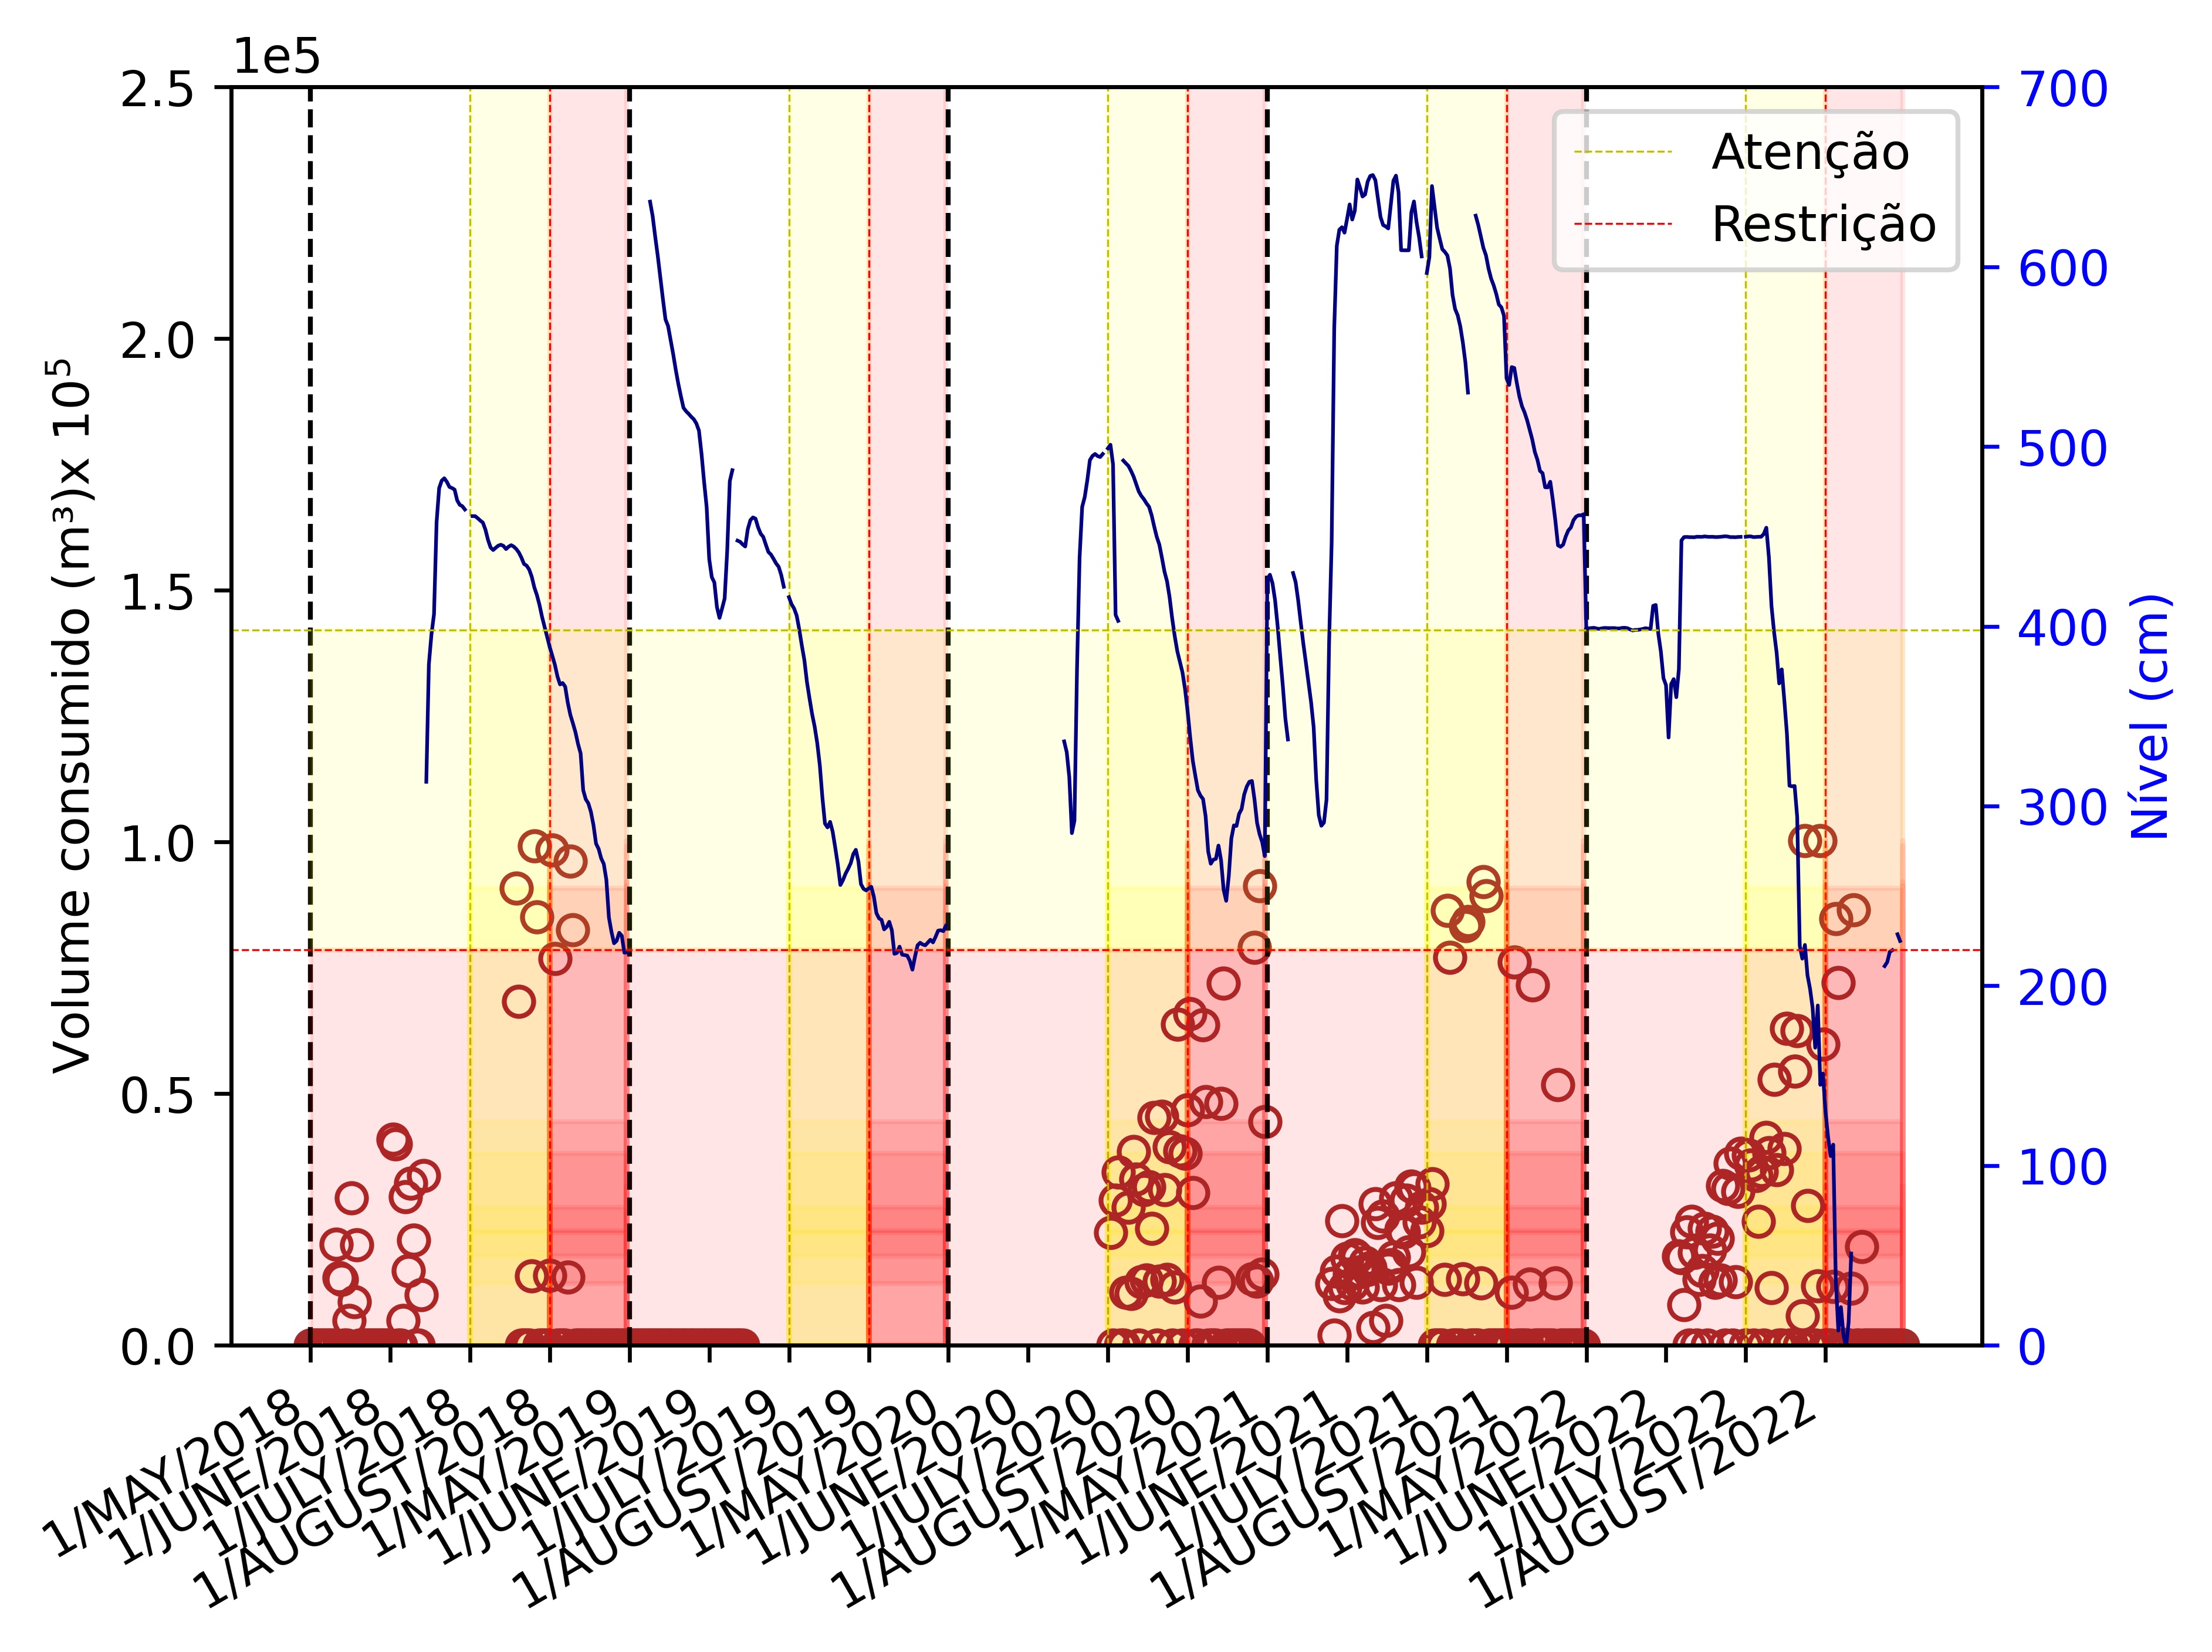 1e5
2.5
2.0
1.5
1.0
0.5
0.0
Volume consumido (m³)x 10⁵
700
600
500
400
300
200
100
0
Nível (cm)
Atenção
Restrição
1/MAY/2018
1/JUNE/2018
1/JULY/2018
1/AUGUST/2018
1/MAY/2019
1/JUNE/2019
1/JULY/2019
1/AUGUST/2019
1/MAY/2020
1/JUNE/2020
1/JULY/2020
1/AUGUST/2020
1/MAY/2021
1/JUNE/2021
1/JULY/2021
1/AUGUST/2021
1/MAY/2022
1/JUNE/2022
1/JULY/2022
1/AUGUST/2022